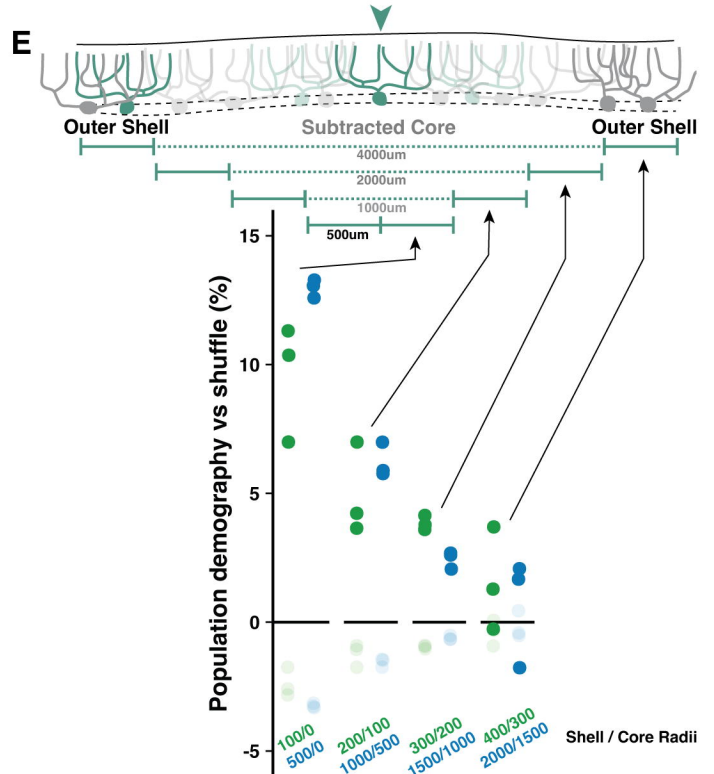 E
Outer Shell
Subtracted Core
Outer Shell
4000um
2000um
1000um
500um
Population demography vs shuffle (%)
15
10
5
0
-5
100/0
500/0
200/100
1000/500
300/200
1500/1000
400/300
2000/1500
Shell / Core Radii